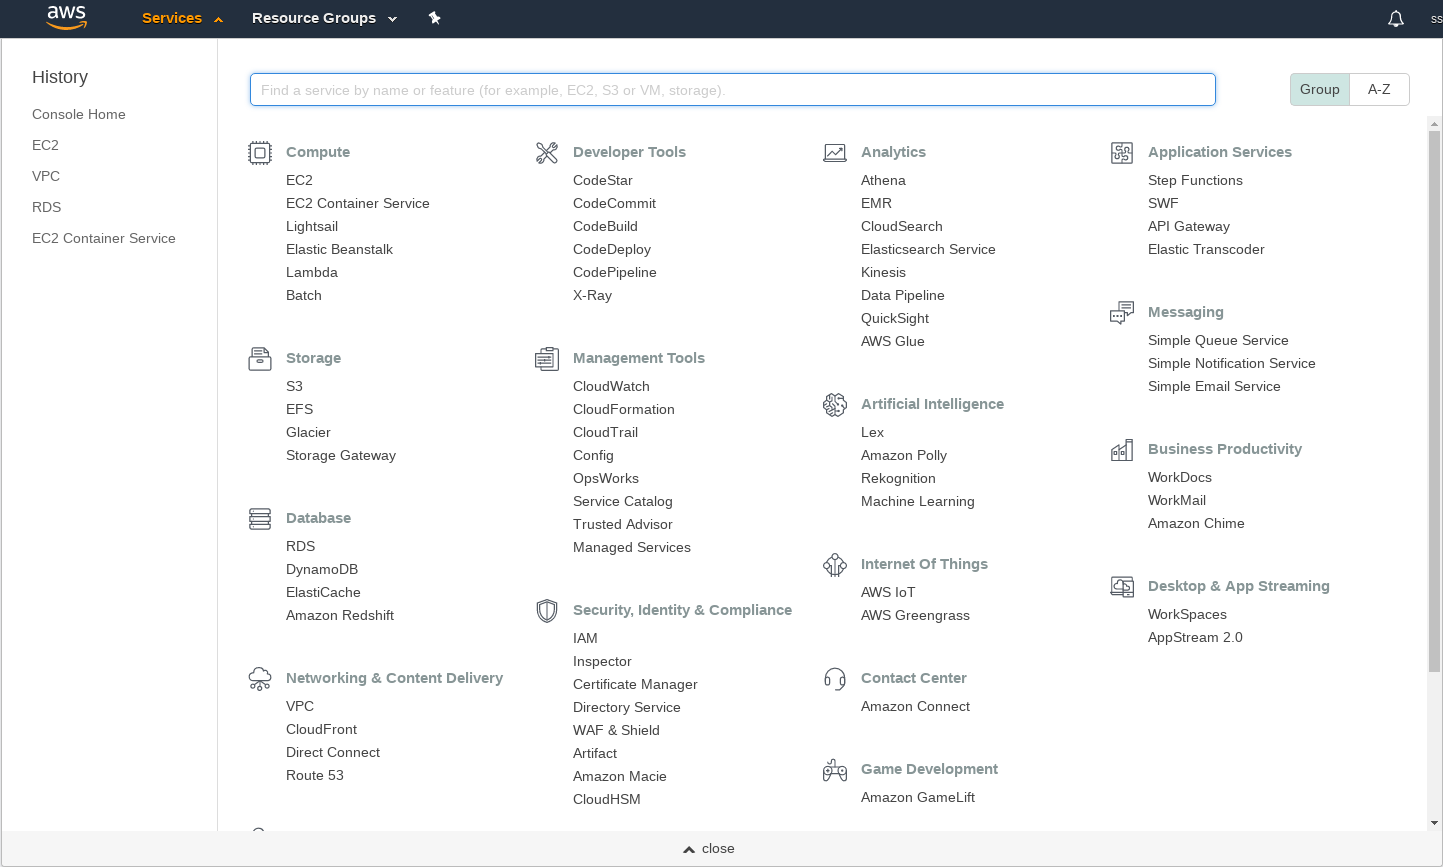 aws
Services
Resource Groups
ss
History
Console Home
EC2
VPC
RDS
EC2 Container Service
Find a service by name or feature (for example, EC2, S3 or VM, storage).
Group
A-Z
Compute
EC2
EC2 Container Service
Lightsail
Elastic Beanstalk
Lambda
Batch
Storage
S3
EFS
Glacier
Storage Gateway
Database
RDS
DynamoDB
ElastiCache
Amazon Redshift
Networking & Content Delivery
VPC
CloudFront
Direct Connect
Route 53
Developer Tools
CodeStar
CodeCommit
CodeBuild
CodeDeploy
CodePipeline
X-Ray
Management Tools
CloudWatch
CloudFormation
CloudTrail
Config
OpsWorks
Service Catalog
Trusted Advisor
Managed Services
Security, Identity & Compliance
IAM
Inspector
Certificate Manager
Directory Service
WAF & Shield
Artifact
Amazon Macie
CloudHSM
Analytics
Athena
EMR
CloudSearch
Elasticsearch Service
Kinesis
Data Pipeline
QuickSight
AWS Glue
Artificial Intelligence
Lex
Amazon Polly
Rekognition
Machine Learning
Internet Of Things
AWS IoT
AWS Greengrass
Contact Center
Amazon Connect
Game Development
Amazon GameLift
Application Services
Step Functions
SWF
API Gateway
Elastic Transcoder
Messaging
Simple Queue Service
Simple Notification Service
Simple Email Service
Business Productivity
WorkDocs
WorkMail
Amazon Chime
Desktop & App Streaming
WorkSpaces
AppStream 2.0
close